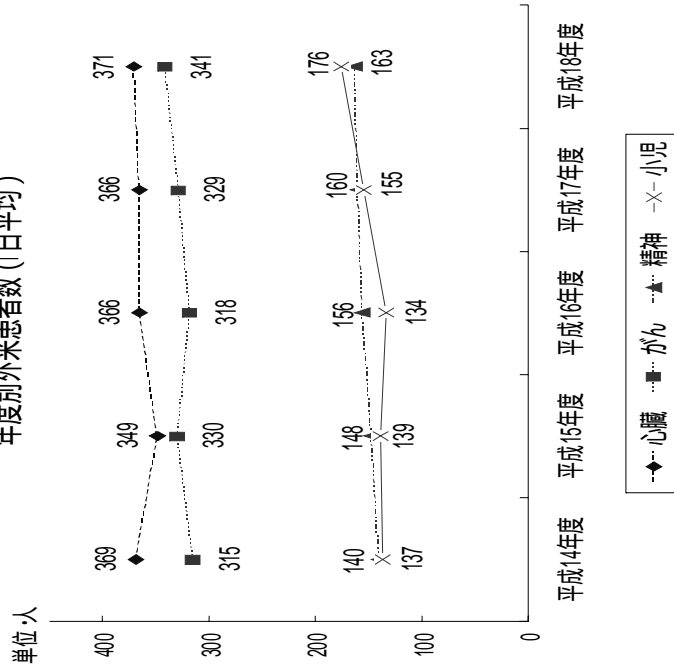 年度別外来患者数(1日平均)
単位・人
400
300
200
100
0
369 349 366 366 371
315 330 318 329 341
140 148 156 160 176
137 139 134 155 163
平成14年度 平成15年度 平成16年度 平成17年度 平成18年度
心臓 がん 精神 小児